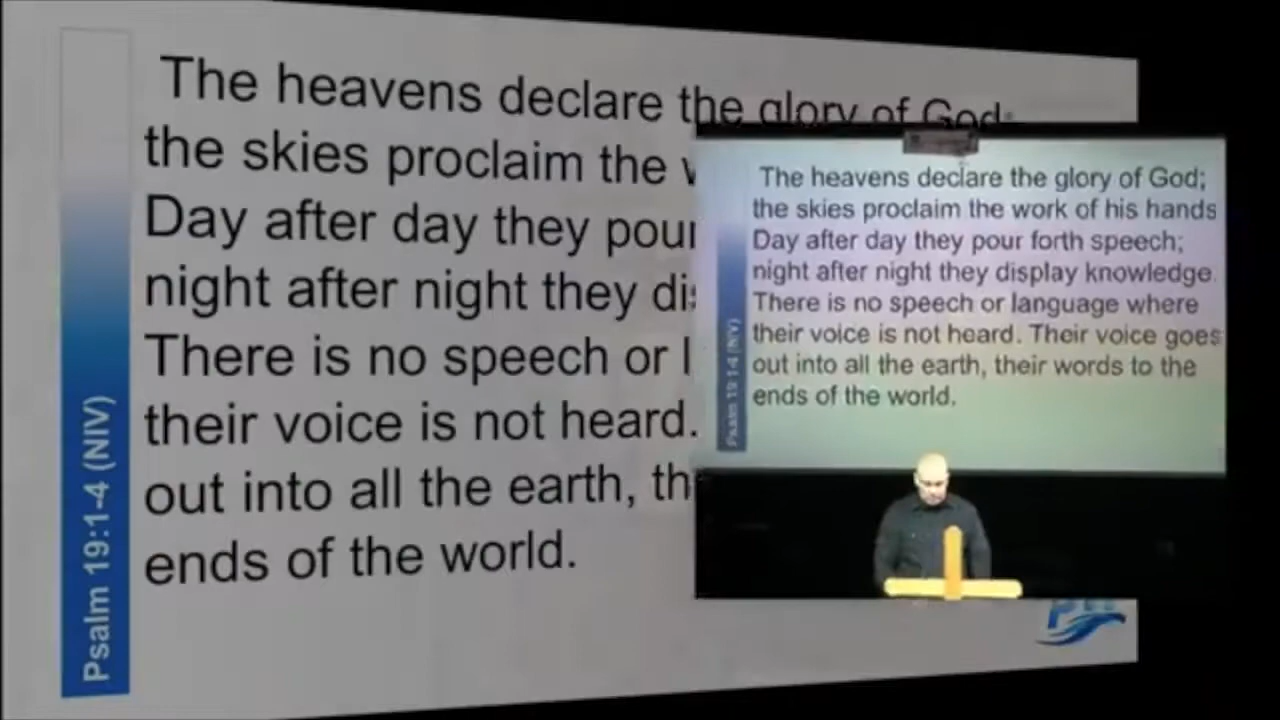 The heavens declare the glory of God;
the skies proclaim the
Day after day they pour
night after night they
There is no speech or
their voice is not heard.
out into all the earth,
ends of the world.
Psalm 19:1-4 (NIV)
The heavens declare the glory of God;
the skies proclaim the work of his hands
Day after day they pour forth speech;
night after night they display knowledge.
There is no speech or language where
their voice is not heard. Their voice goes
out into all the earth, their words to the
ends of the world.
Psalm 19:1-4 (NIV)